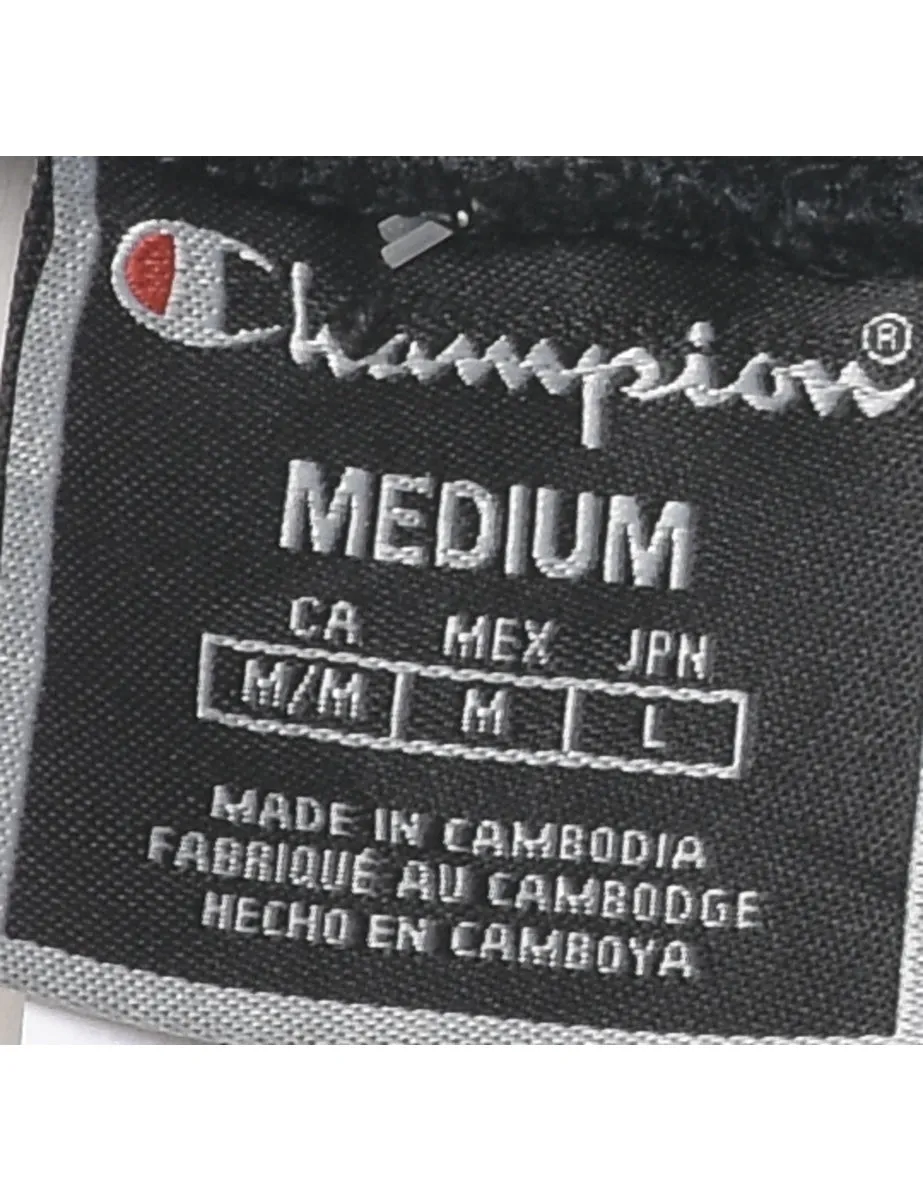 Champion®
MEDIUM
CA MEX JPN
M/M M L
MADE IN CAMBODIA
FABRIQUÉ AU CAMBODGE
HECHO EN CAMBOYA